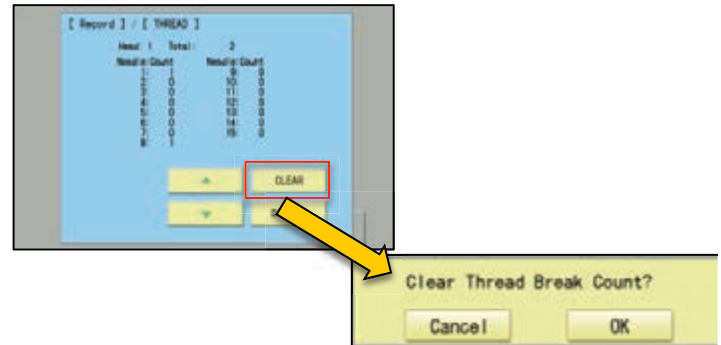 [ Record ] / [ THREAD ]
Head: 1 Total: 2
Needle:Count Needle:Count
1: 1 9: 0
2: 0 10: 0
3: 0 11: 0
4: 0 12: 0
5: 0 13: 0
6: 0 14: 0
7: 0 15: 0
8: 1
CLEAR
Clear Thread Break Count?
Cancel OK